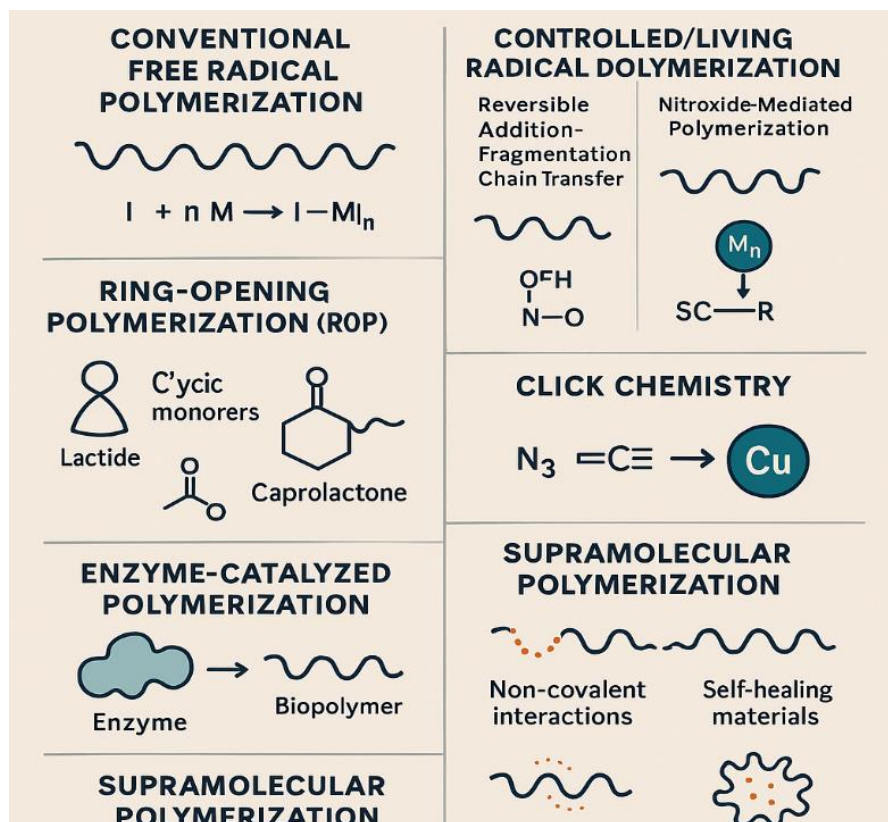 CONVENTIONAL
FREE RADICAL
POLYMERIZATION
I + n M → I—M|n
RING-OPENING
POLYMERIZATION (ROP)
C'ycic
monorers
Lactide
O
O
O
O
Caprolactone
ENZYME-CATALYZED
POLYMERIZATION
Enzyme
Biopolymer
SUPRAMOLECULAR
POLYMERIZATION
CONTROLLED/LIVING
RADICAL DOLYMERIZATION
Reversible
Addition-
Fragmentation
Chain Transfer
OFH
N—O
Nitroxide-Mediated
Polymerization
Mn
SC—R
CLICK CHEMISTRY
N3 =C≡ → Cu
SUPRAMOLECULAR
POLYMERIZATION
Non-covalent
interactions
Self-healing
materials